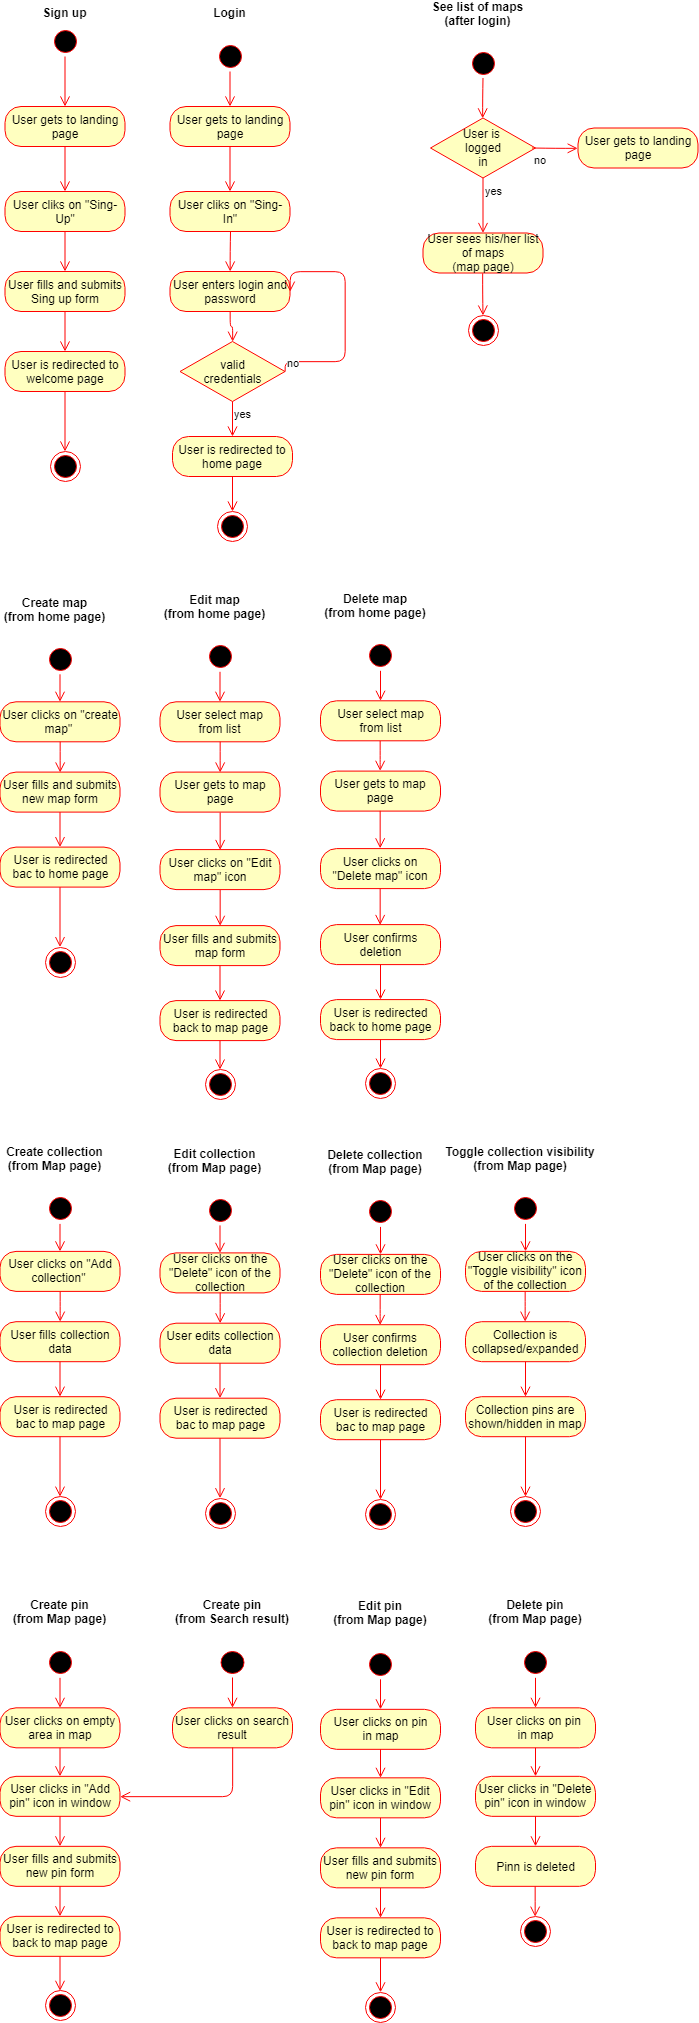 Sign up
User gets to landing
page
User cliks on "Sing-
Up"
User fills and submits
Sing up form
User is redirected to
welcome page
Login
User gets to landing
page
User cliks on "Sing-
In"
User enters login and
password
valid
credentials
no
yes
User is redirected to
home page
See list of maps
(after login)
User is
logged
in
no
User gets to landing
page
yes
User sees his/her list
of maps
(map page)
Create map
(from home page)
User clicks on "create
map"
User fills and submits
new map form
User is redirected
bac to home page
Edit map
(from home page)
User select map
from list
User gets to map
page
User clicks on "Edit
map" icon
User fills and submits
map form
User is redirected
back to map page
Delete map
(from home page)
User select map
from list
User gets to map
page
User clicks on
"Delete map" icon
User confirms
deletion
User is redirected
back to home page
Create collection
(from Map page)
User clicks on "Add
collection"
User fills collection
data
User is redirected
bac to map page
Edit collection
(from Map page)
User clicks on the
"Delete" icon of the
collection
User edits collection
data
User is redirected
bac to map page
Delete collection
(from Map page)
User clicks on the
"Delete" icon of the
collection
User confirms
collection deletion
User is redirected
bac to map page
Toggle collection visibility
(from Map page)
User clicks on the
"Toggle visibility" icon
of the collection
Collection is
collapsed/expanded
Collection pins are
shown/hidden in map
Create pin
(from Map page)
User clicks on empty
area in map
User clicks in "Add
pin" icon in window
User fills and submits
new pin form
User is redirected to
back to map page
Create pin
(from Search result)
User clicks on search
result
Edit pin
(from Map page)
User clicks on pin
in map
User clicks in "Edit
pin" icon in window
User fills and submits
new pin form
User is redirected to
back to map page
Delete pin
(from Map page)
User clicks on pin
in map
User clicks in "Delete
pin" icon in window
Pinn is deleted